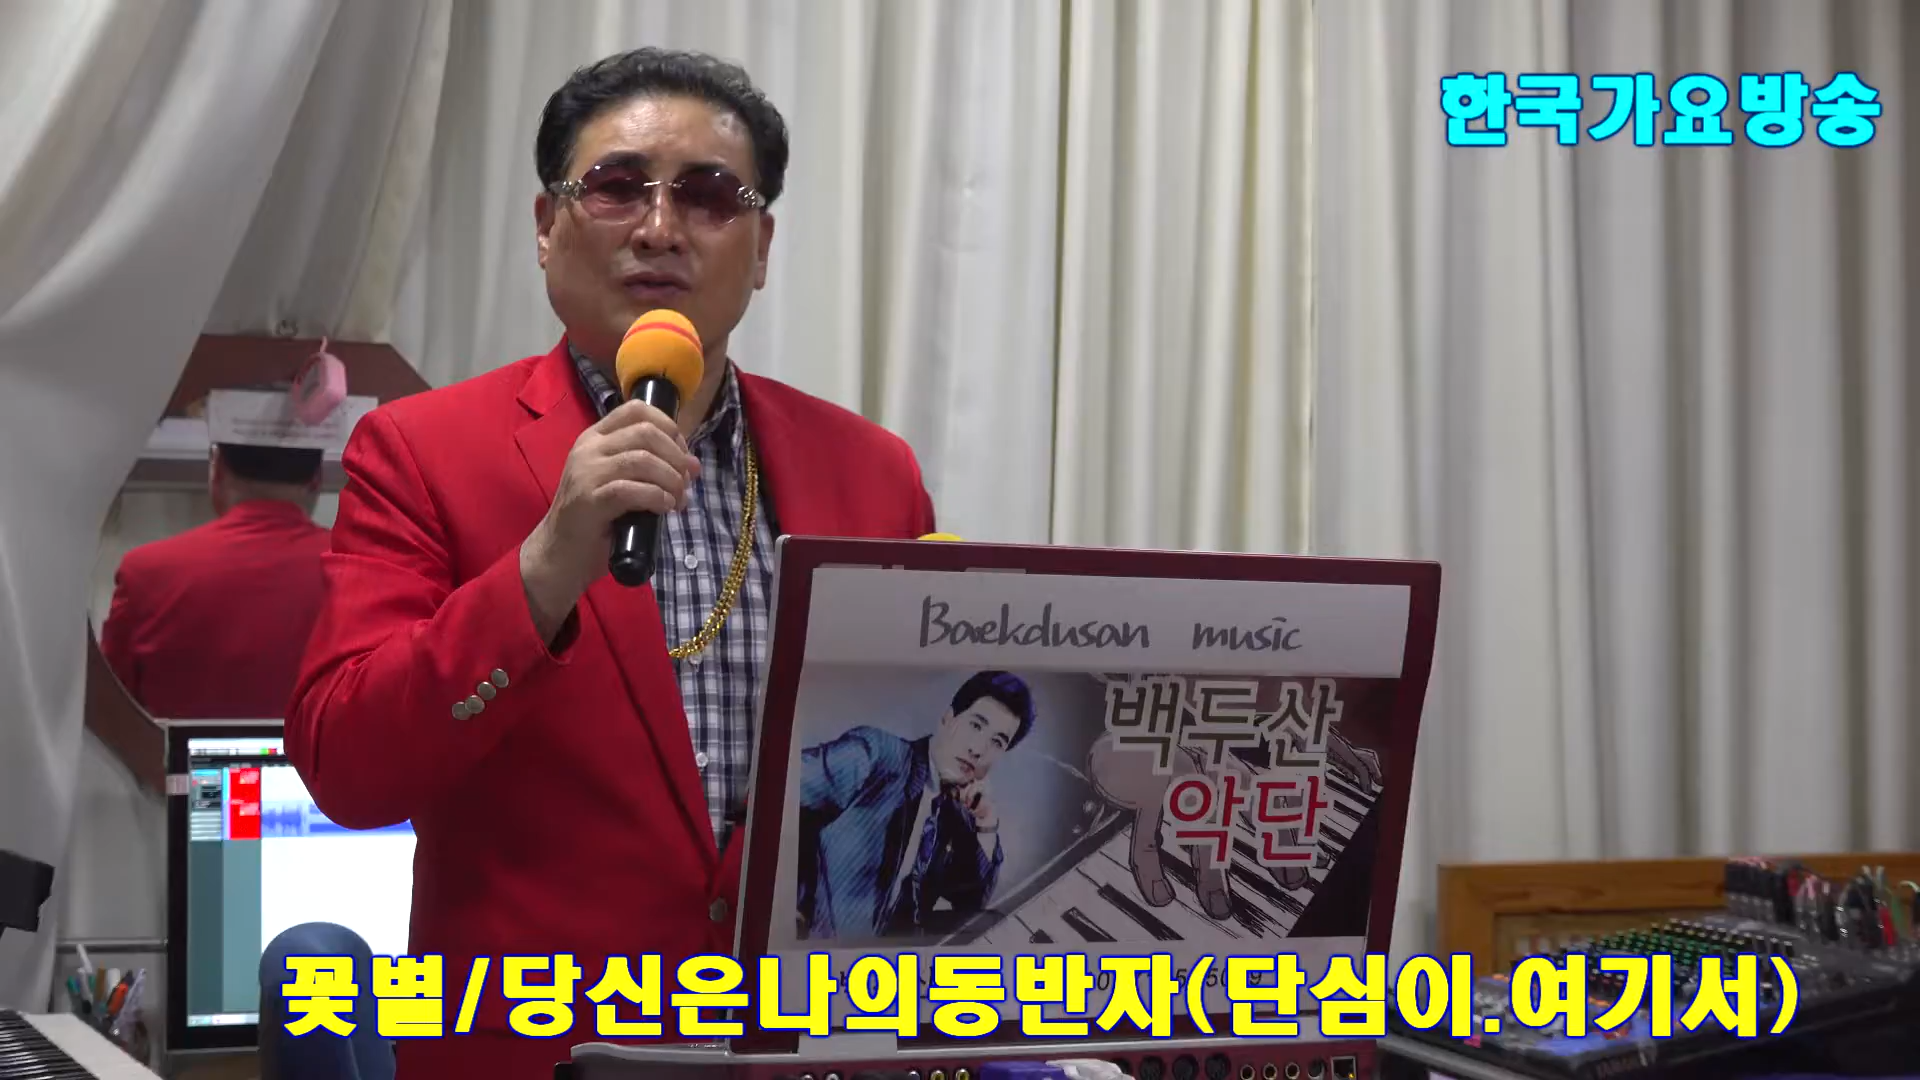 한국가요방송
Baekdusan music
백두산
악단
꽃별/당신은나의동반자(단심이.여기서)